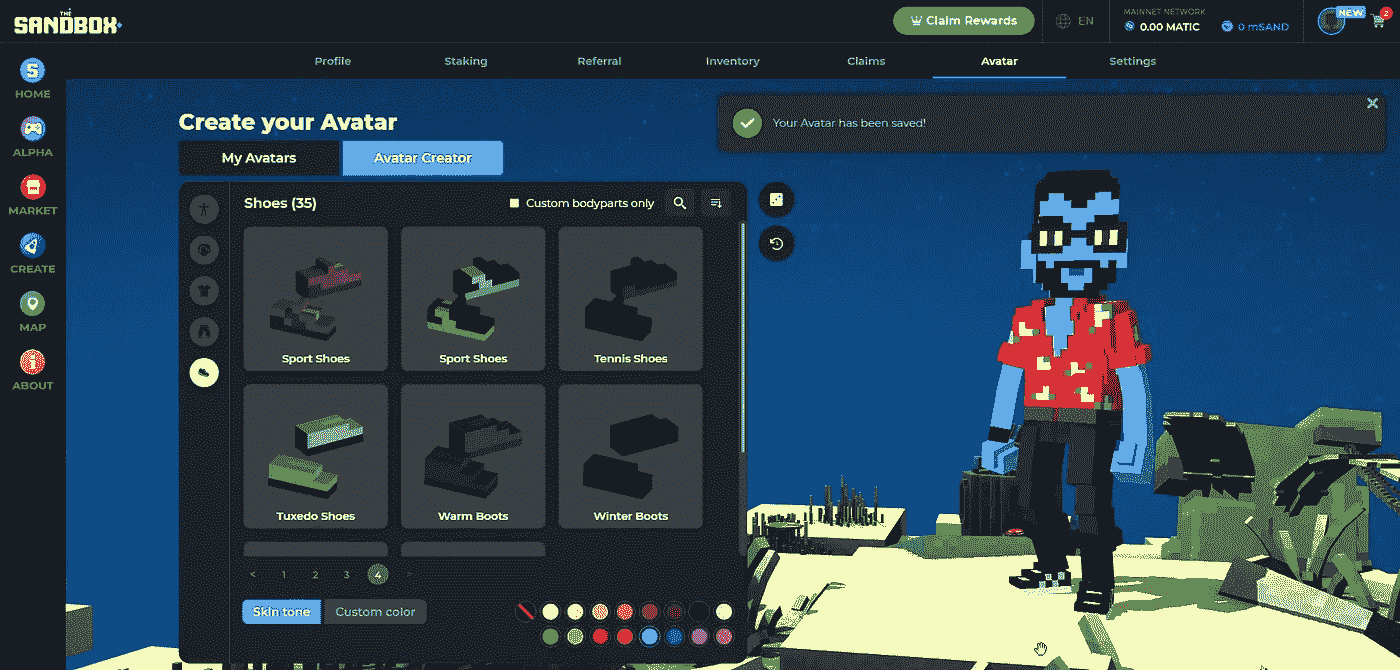 THE
SANDBOX
Claim Rewards
EN
MAINNET NETWORK
0.00 MATIC
0 mSAND
NEW
2
S
HOME
ALPHA
MARKET
CREATE
MAP
ABOUT
Profile
Staking
Referral
Inventory
Claims
Avatar
Settings
Create your Avatar
Your Avatar has been saved!
My Avatars
Avatar Creator
Shoes (35)
Custom bodyparts only
Sport Shoes
Sport Shoes
Tennis Shoes
Tuxedo Shoes
Warm Boots
Winter Boots
< 1 2 3 4 >
Skin tone
Custom color